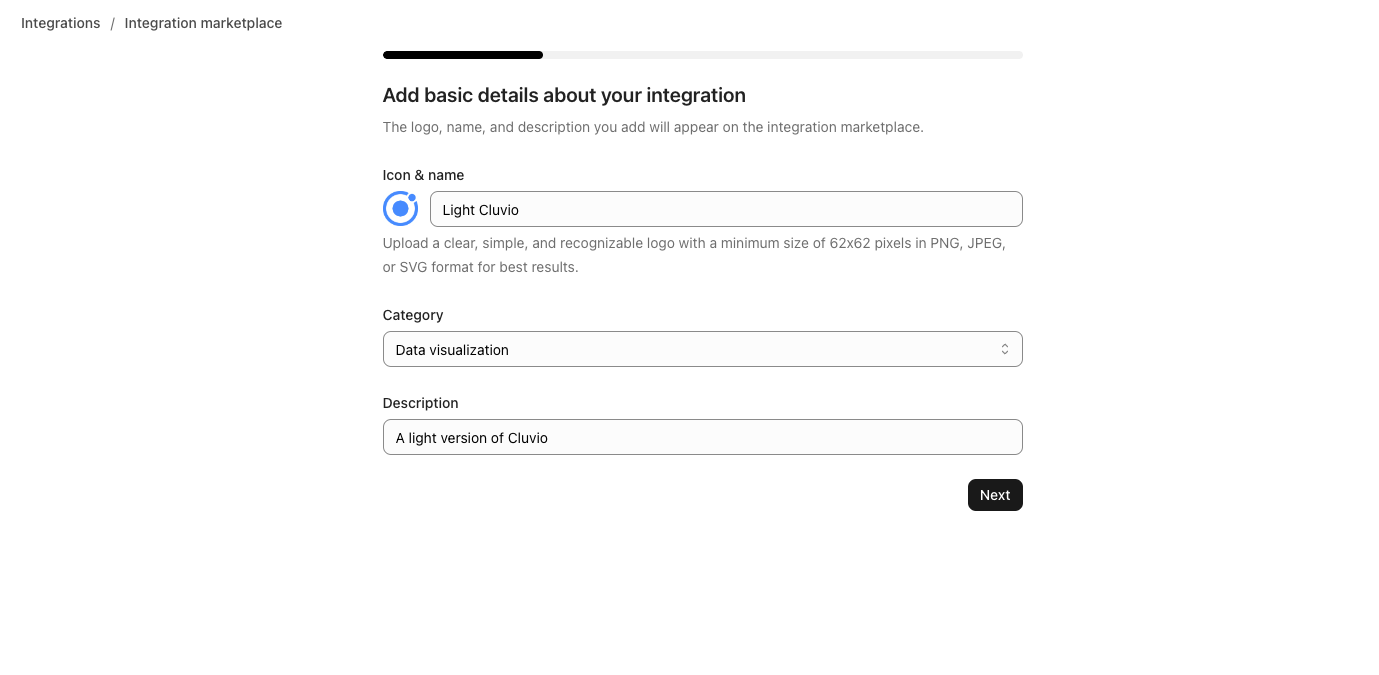 Integrations / Integration marketplace
Add basic details about your integration
The logo, name, and description you add will appear on the integration marketplace.
Icon & name
Light Cluvio
Upload a clear, simple, and recognizable logo with a minimum size of 62x62 pixels in PNG, JPEG,
or SVG format for best results.
Category
Data visualization
Description
A light version of Cluvio
Next